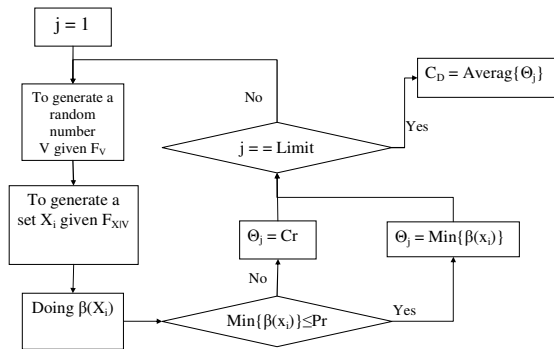 j = 1
To generate a
random
number
V given F_V
To generate a
set X_i given F_X|V
Doing β(X_i)
Min{β(x_i)}≤Pr
No
Yes
Θ_j = Cr
Θ_j = Min{β(x_i)}
j = = Limit
No
Yes
C_D = Averag{Θ_j}